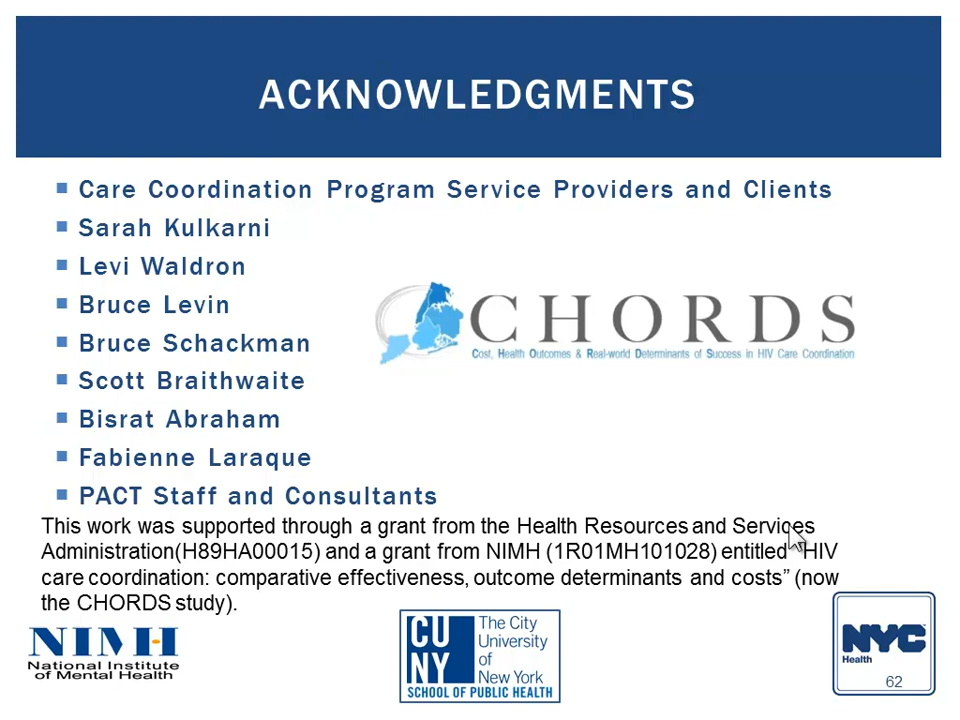 ACKNOWLEDGMENTS
Care Coordination Program Service Providers and Clients
Sarah Kulkarni
Levi Waldron
Bruce Levin
Bruce Schackman
Scott Braithwaite
Bisrat Abraham
Fabienne Laraque
PACT Staff and Consultants
CHORDS
Cost, Health Outcomes & Real-world Determinants of Success in HIV Care Coordination
This work was supported through a grant from the Health Resources and Services
Administration(H89HA00015) and a grant from NIMH (1R01MH101028) entitled “HIV
care coordination: comparative effectiveness, outcome determinants and costs” (now
the CHORDS study).
NIMH
National Institute
of Mental Health
CU
NY
The City
University
of
New York
SCHOOL OF PUBLIC HEALTH
NYC
Health
62